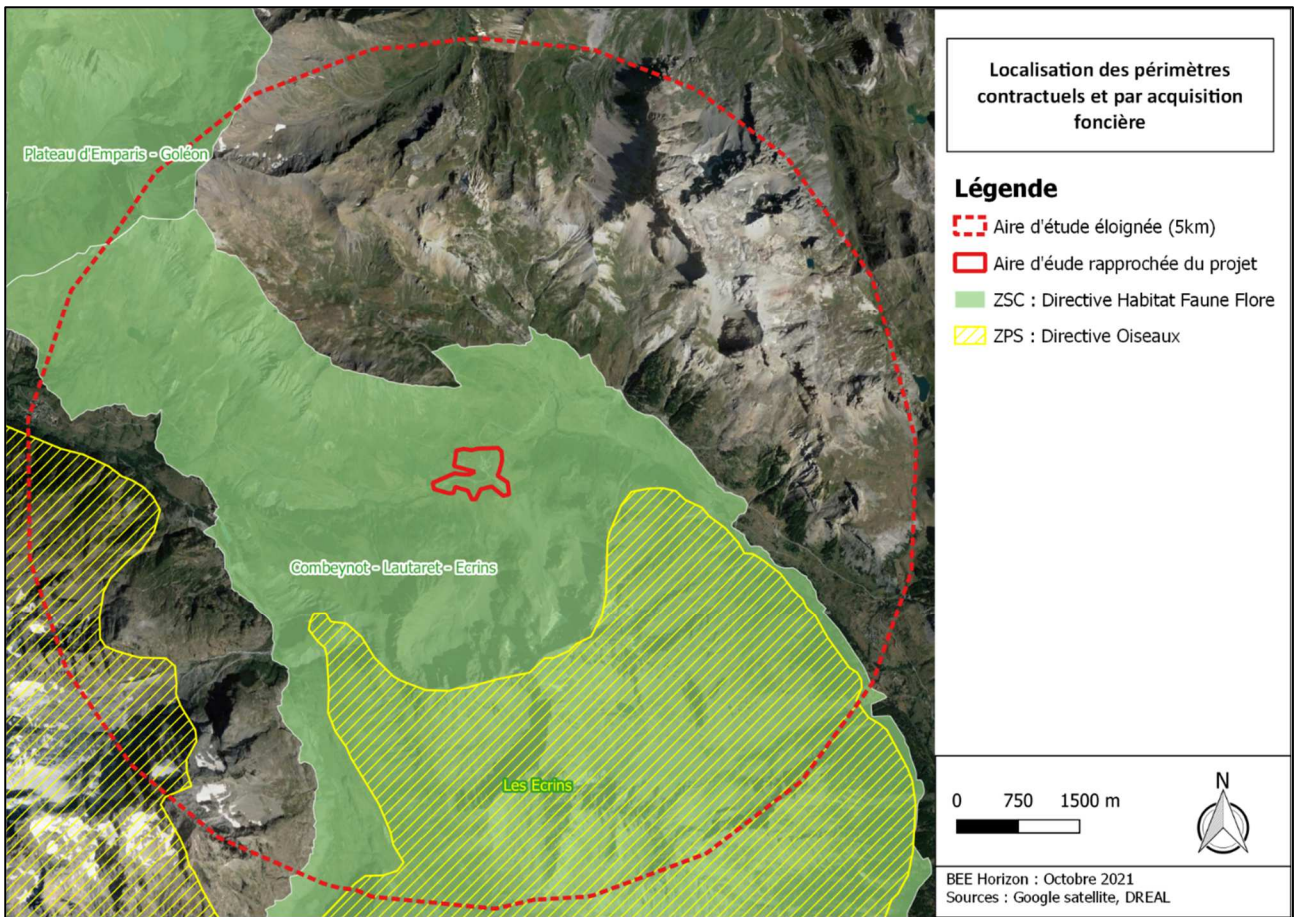 Localisation des périmètres
contractuels et par acquisition
foncière
Légende
Aire d'étude éloignée (5km)
Aire d'éude rapprochée du projet
ZSC : Directive Habitat Faune Flore
ZPS : Directive Oiseaux
Plateau d'Emparis - Goléon
Combeynot - Lautaret - Ecrins
Les Ecrins
N
0 750 1500 m
BEE Horizon : Octobre 2021
Sources : Google satellite, DREAL